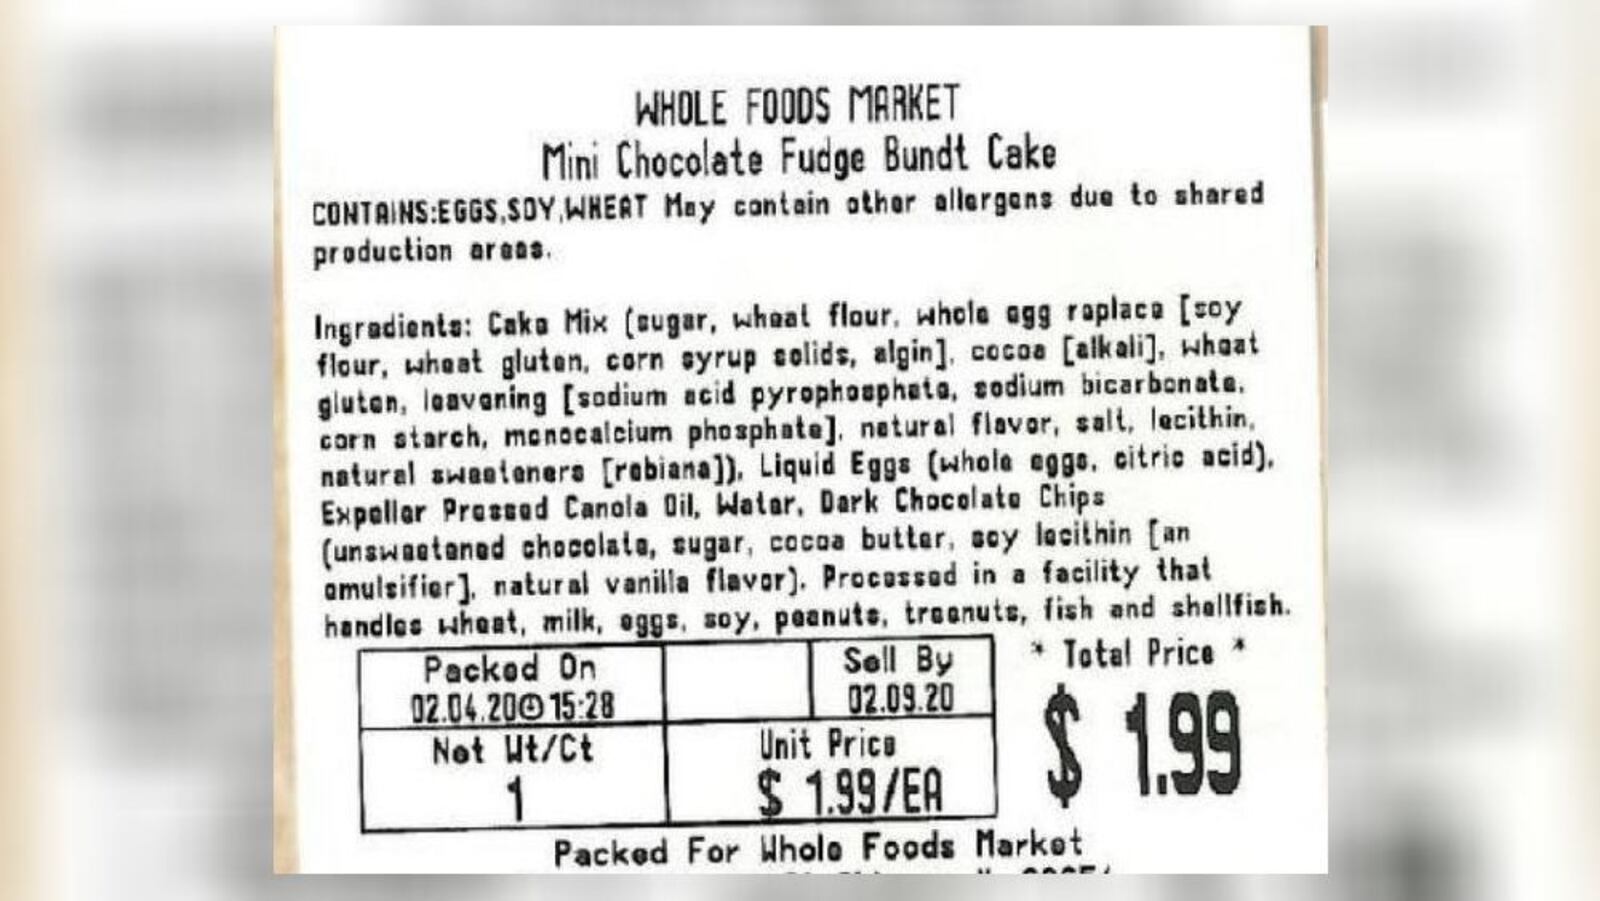 WHOLE FOODS MARKET
Mini Chocolate Fudge Bundt Cake
CONTAINS:EGGS,SOY,WHEAT May contain other allergens due to shared
production areas.
Ingredients: Cake Mix (sugar, wheat flour, whole egg replace [soy
flour, wheat gluten, corn syrup solids, algin], cocoa [alkali], wheat
gluten, leavening [sodium acid pyrophosphate, sodium bicarbonate,
corn starch, monocalcium phosphate], natural flavor, salt, lecithin,
natural sweeteners [rebiana]), Liquid Eggs (whole eggs, citric acid),
Expeller Pressed Canola Oil, Water, Dark Chocolate Chips
(unsweetened chocolate, sugar, cocoa butter, soy lecithin [an
emulsifier], natural vanilla flavor). Processed in a facility that
handles wheat, milk, eggs, soy, peanuts, treenuts, fish and shellfish.
Packed On
02.04.20 15:28
Sell By
02.09.20
* Total Price *
$ 1.99
Net Wt/Ct
1
Unit Price
$ 1.99/EA
Packed For Whole Foods Market